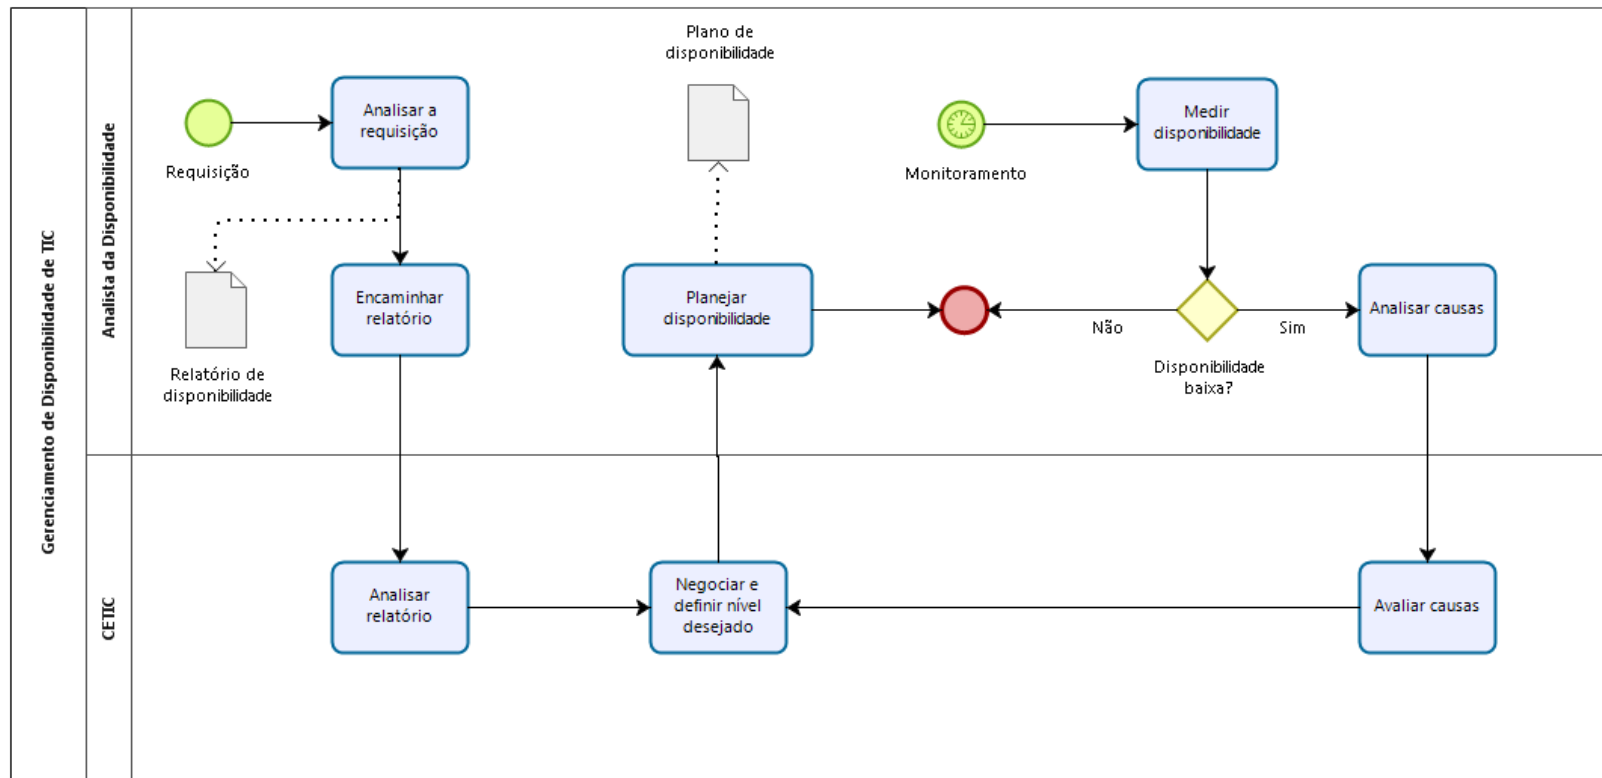 Gerenciamento de Disponibilidade de TIC
Analista da Disponibilidade
Requisição
Analisar a
requisição
Relatório de
disponibilidade
Encaminhar
relatório
Plano de
disponibilidade
Planejar
disponibilidade
Monitoramento
Medir
disponibilidade
Não
Sim
Disponibilidade
baixa?
Analisar causas
CETIC
Analisar
relatório
Negociar e
definir nível
desejado
Avaliar causas